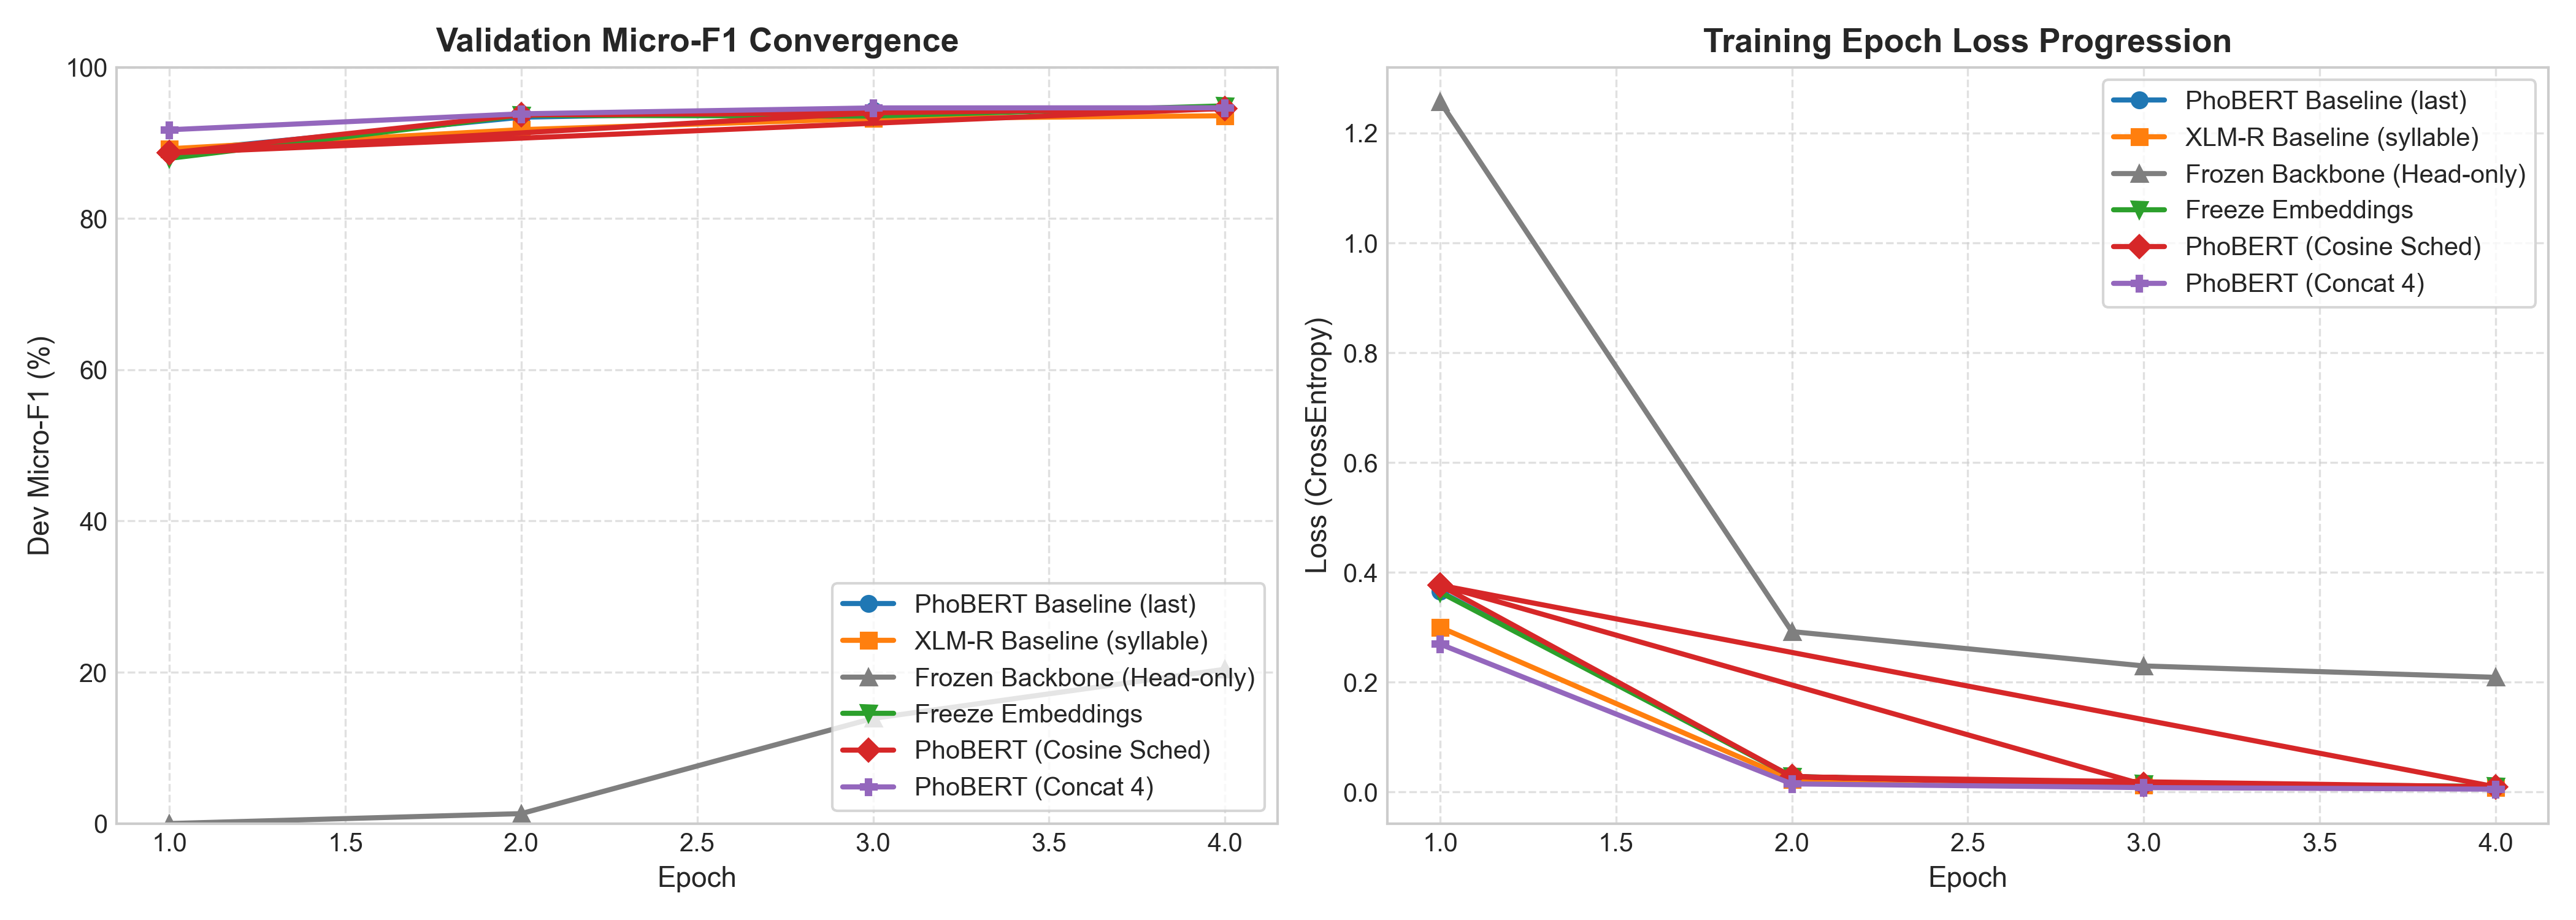 Validation Micro-F1 Convergence
Dev Micro-F1 (%)
100
80
60
40
20
0
PhoBERT Baseline (last)
XLM-R Baseline (syllable)
Frozen Backbone (Head-only)
Freeze Embeddings
PhoBERT (Cosine Sched)
PhoBERT (Concat 4)
1.0 1.5 2.0 2.5 3.0 3.5 4.0
Epoch
Training Epoch Loss Progression
Loss (CrossEntropy)
1.2
1.0
0.8
0.6
0.4
0.2
0.0
PhoBERT Baseline (last)
XLM-R Baseline (syllable)
Frozen Backbone (Head-only)
Freeze Embeddings
PhoBERT (Cosine Sched)
PhoBERT (Concat 4)
1.0 1.5 2.0 2.5 3.0 3.5 4.0
Epoch